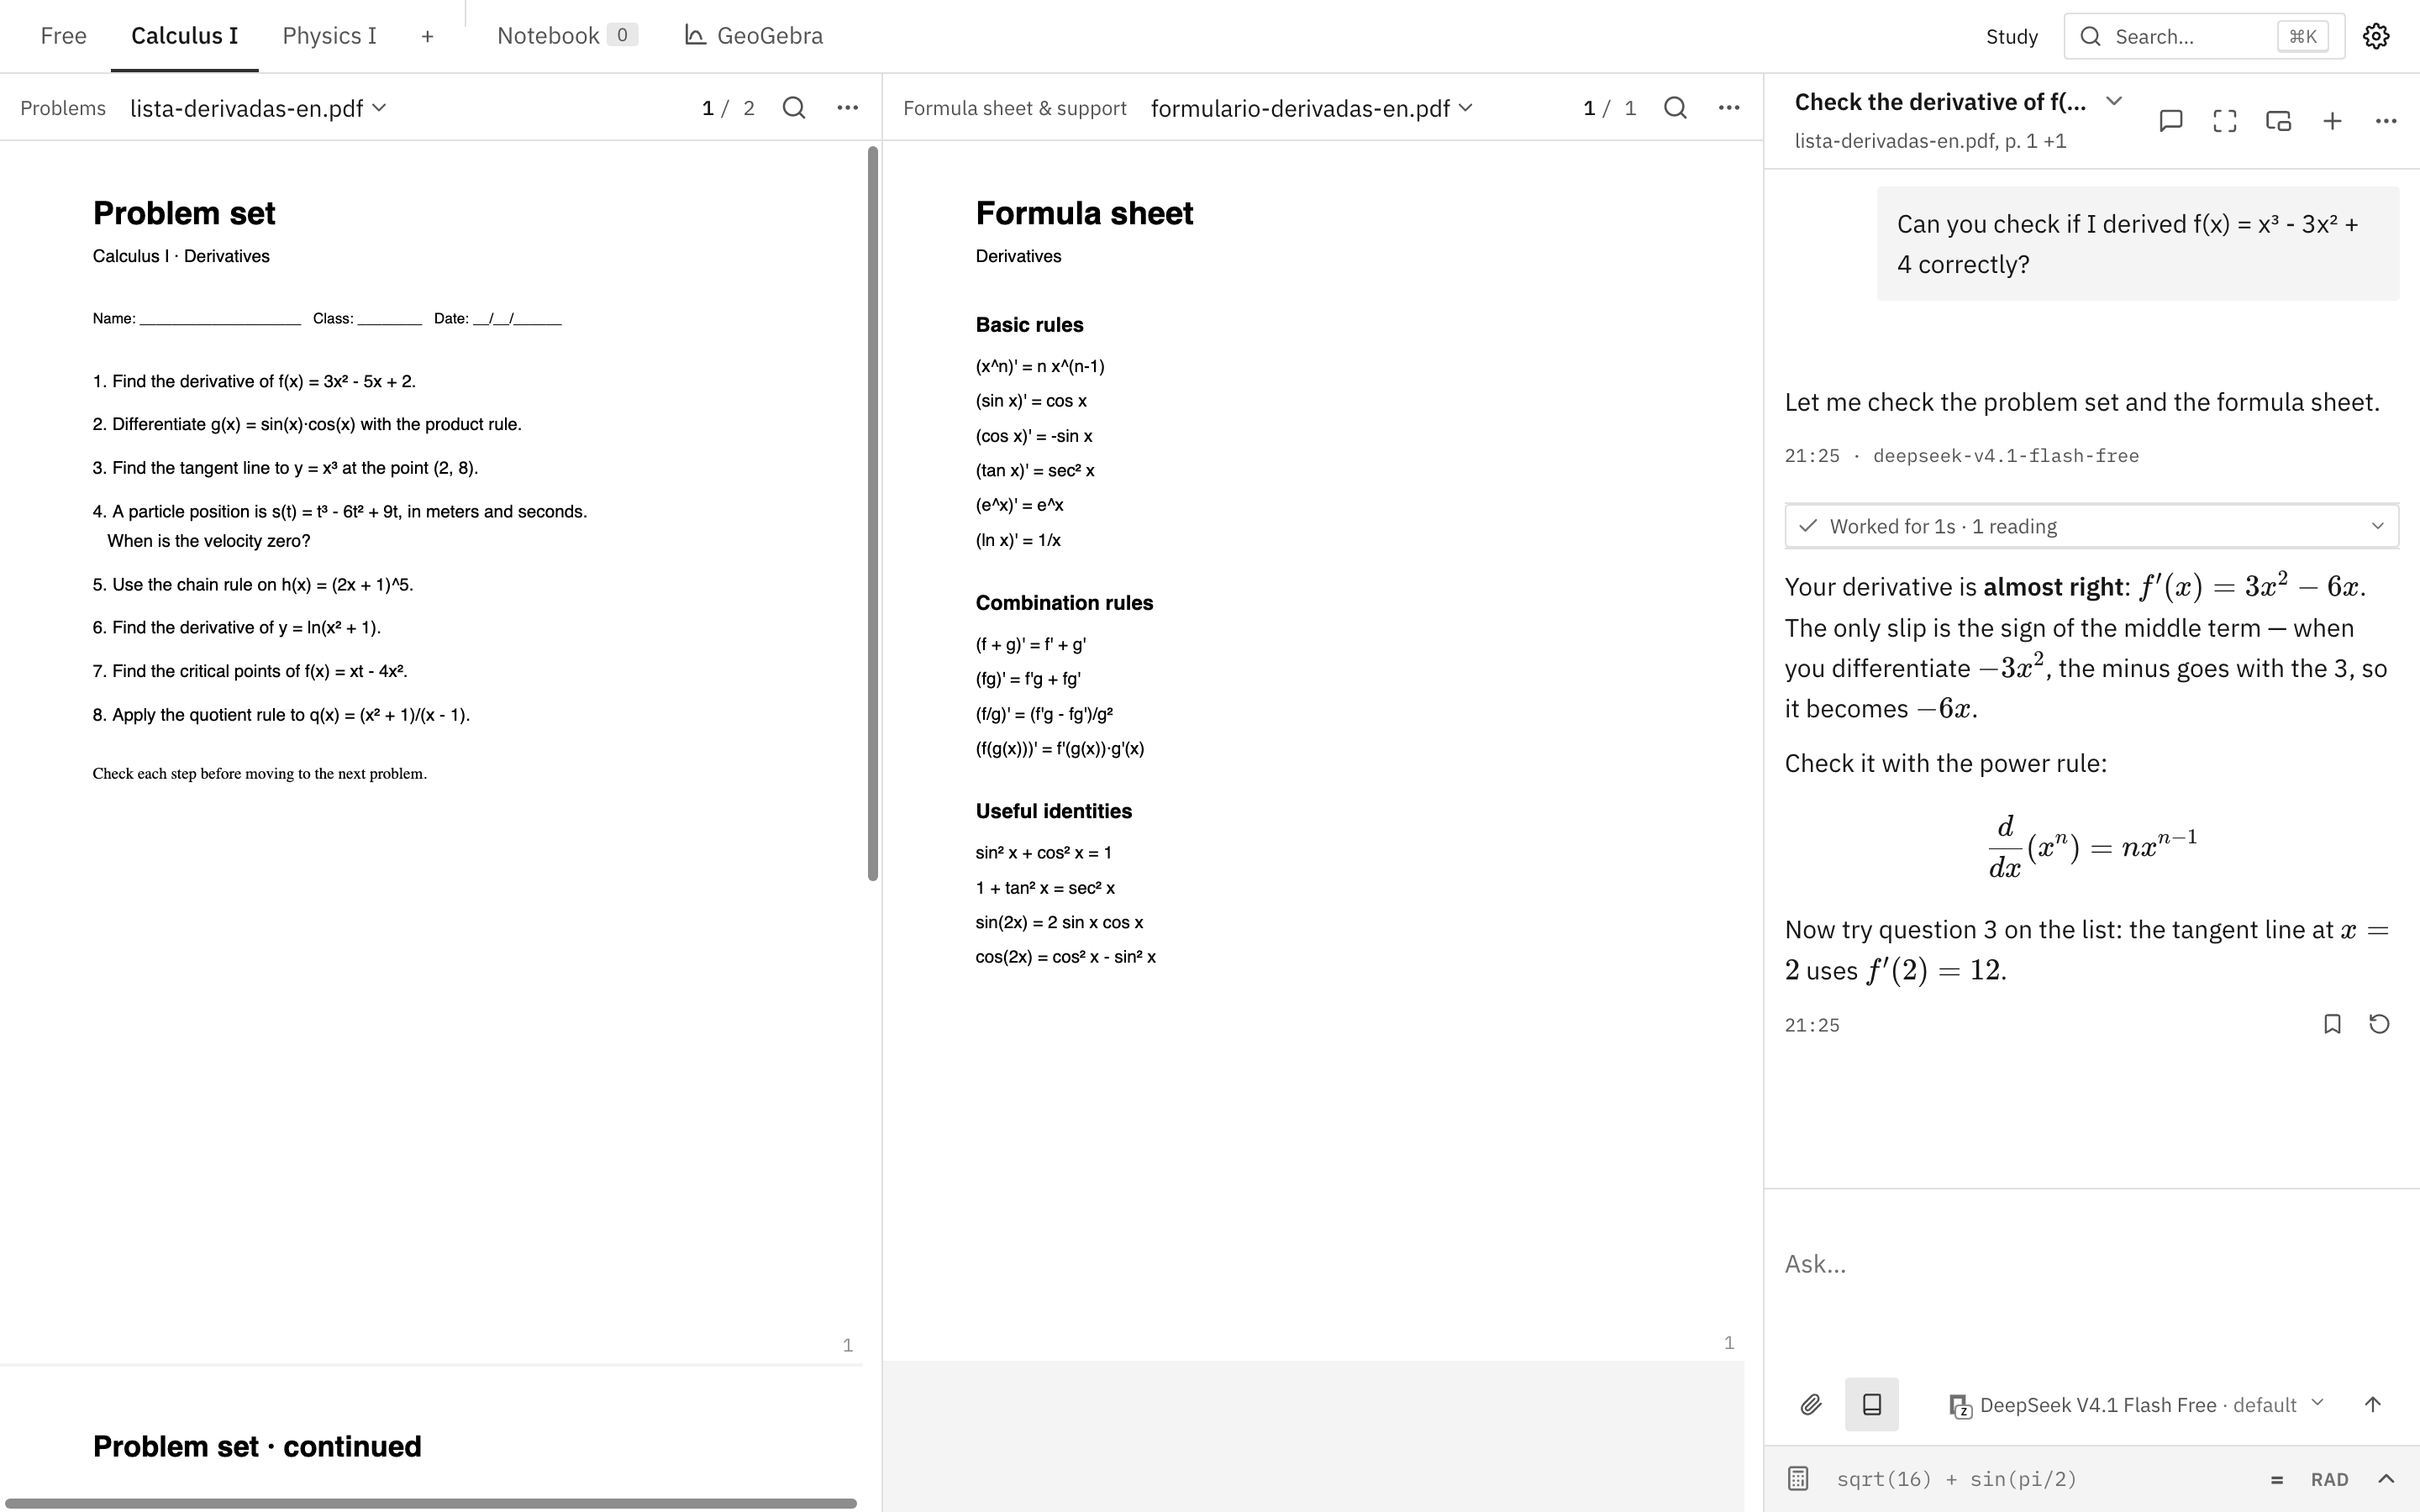 Free
Calculus I
Physics I
+
Notebook 0
GeoGebra
Study
Search... ⌘K
Problems lista-derivadas-en.pdf 1 / 2
Problem set
Calculus I · Derivatives
Name: ____________________ Class: ________ Date: __/__/______
1. Find the derivative of f(x) = 3x² - 5x + 2.
2. Differentiate g(x) = sin(x)·cos(x) with the product rule.
3. Find the tangent line to y = x³ at the point (2, 8).
4. A particle position is s(t) = t³ - 6t² + 9t, in meters and seconds.
When is the velocity zero?
5. Use the chain rule on h(x) = (2x + 1)^5.
6. Find the derivative of y = ln(x² + 1).
7. Find the critical points of f(x) = xt - 4x².
8. Apply the quotient rule to q(x) = (x² + 1)/(x - 1).
Check each step before moving to the next problem.
1
Problem set · continued
Formula sheet & support formulario-derivadas-en.pdf 1 / 1
Formula sheet
Derivatives
Basic rules
(x^n)' = n x^(n-1)
(sin x)' = cos x
(cos x)' = -sin x
(tan x)' = sec² x
(e^x)' = e^x
(ln x)' = 1/x
Combination rules
(f + g)' = f' + g'
(fg)' = f'g + fg'
(f/g)' = (f'g - fg')/g²
(f(g(x)))' = f'(g(x))·g'(x)
Useful identities
sin² x + cos² x = 1
1 + tan² x = sec² x
sin(2x) = 2 sin x cos x
cos(2x) = cos² x - sin² x
1
Check the derivative of f(...
lista-derivadas-en.pdf, p. 1 +1
Can you check if I derived f(x) = x³ - 3x² +
4 correctly?
Let me check the problem set and the formula sheet.
21:25 · deepseek-v4.1-flash-free
Worked for 1s · 1 reading
Your derivative is almost right: f′(x) = 3x² − 6x.
The only slip is the sign of the middle term — when
you differentiate −3x², the minus goes with the 3, so
it becomes −6x.
Check it with the power rule:
d/dx (xⁿ) = nxⁿ⁻¹
Now try question 3 on the list: the tangent line at x =
2 uses f′(2) = 12.
21:25
Ask...
DeepSeek V4.1 Flash Free · default
sqrt(16) + sin(pi/2) = RAD